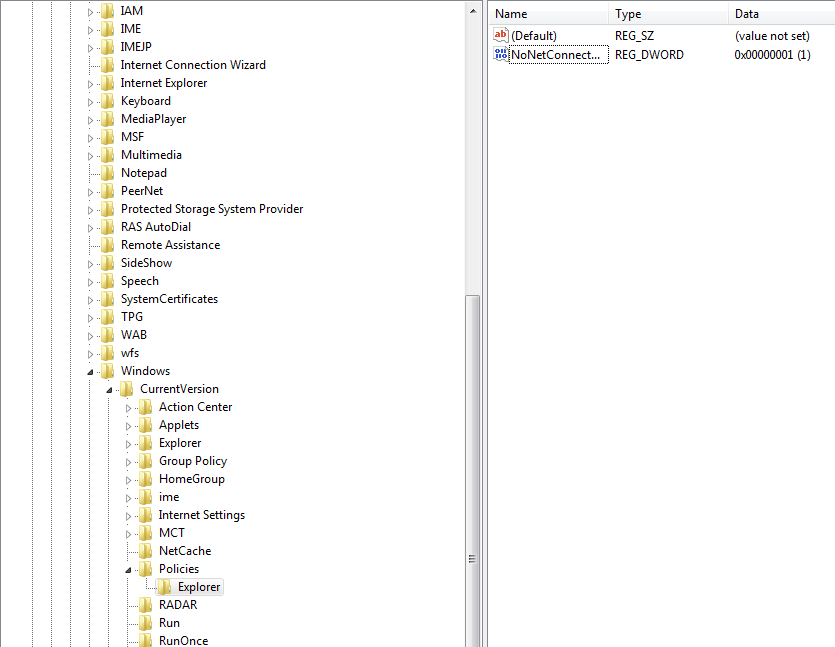 IAM
IME
IMEJP
Internet Connection Wizard
Internet Explorer
Keyboard
MediaPlayer
MSF
Multimedia
Notepad
PeerNet
Protected Storage System Provider
RAS AutoDial
Remote Assistance
SideShow
Speech
SystemCertificates
TPG
WAB
wfs
Windows
CurrentVersion
Action Center
Applets
Explorer
Group Policy
HomeGroup
ime
Internet Settings
MCT
NetCache
Policies
Explorer
RADAR
Run
RunOnce
Name Type Data
ab (Default) REG_SZ (value not set)
NoNetConnect... REG_DWORD 0x00000001 (1)